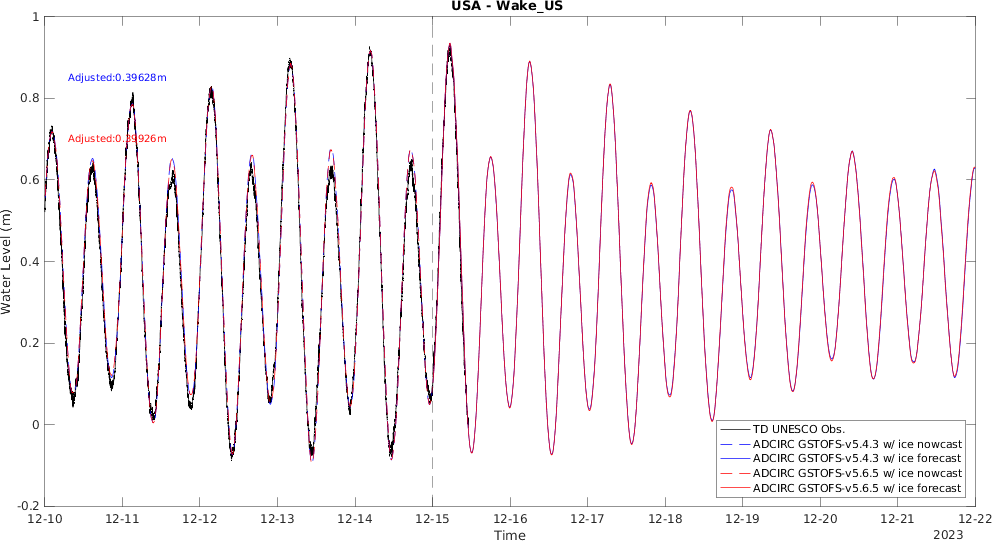 USA - Wake_US
1
0.8
0.6
0.4
0.2
0
-0.2
Water Level (m)
Adjusted:0.39628m
Adjusted:0.39926m
TD UNESCO Obs.
ADCIRC GSTOFS-v5.4.3 w/ ice nowcast
ADCIRC GSTOFS-v5.4.3 w/ ice forecast
ADCIRC GSTOFS-v5.6.5 w/ ice nowcast
ADCIRC GSTOFS-v5.6.5 w/ ice forecast
12-10 12-11 12-12 12-13 12-14 12-15 12-16 12-17 12-18 12-19 12-20 12-21 12-22
Time
2023